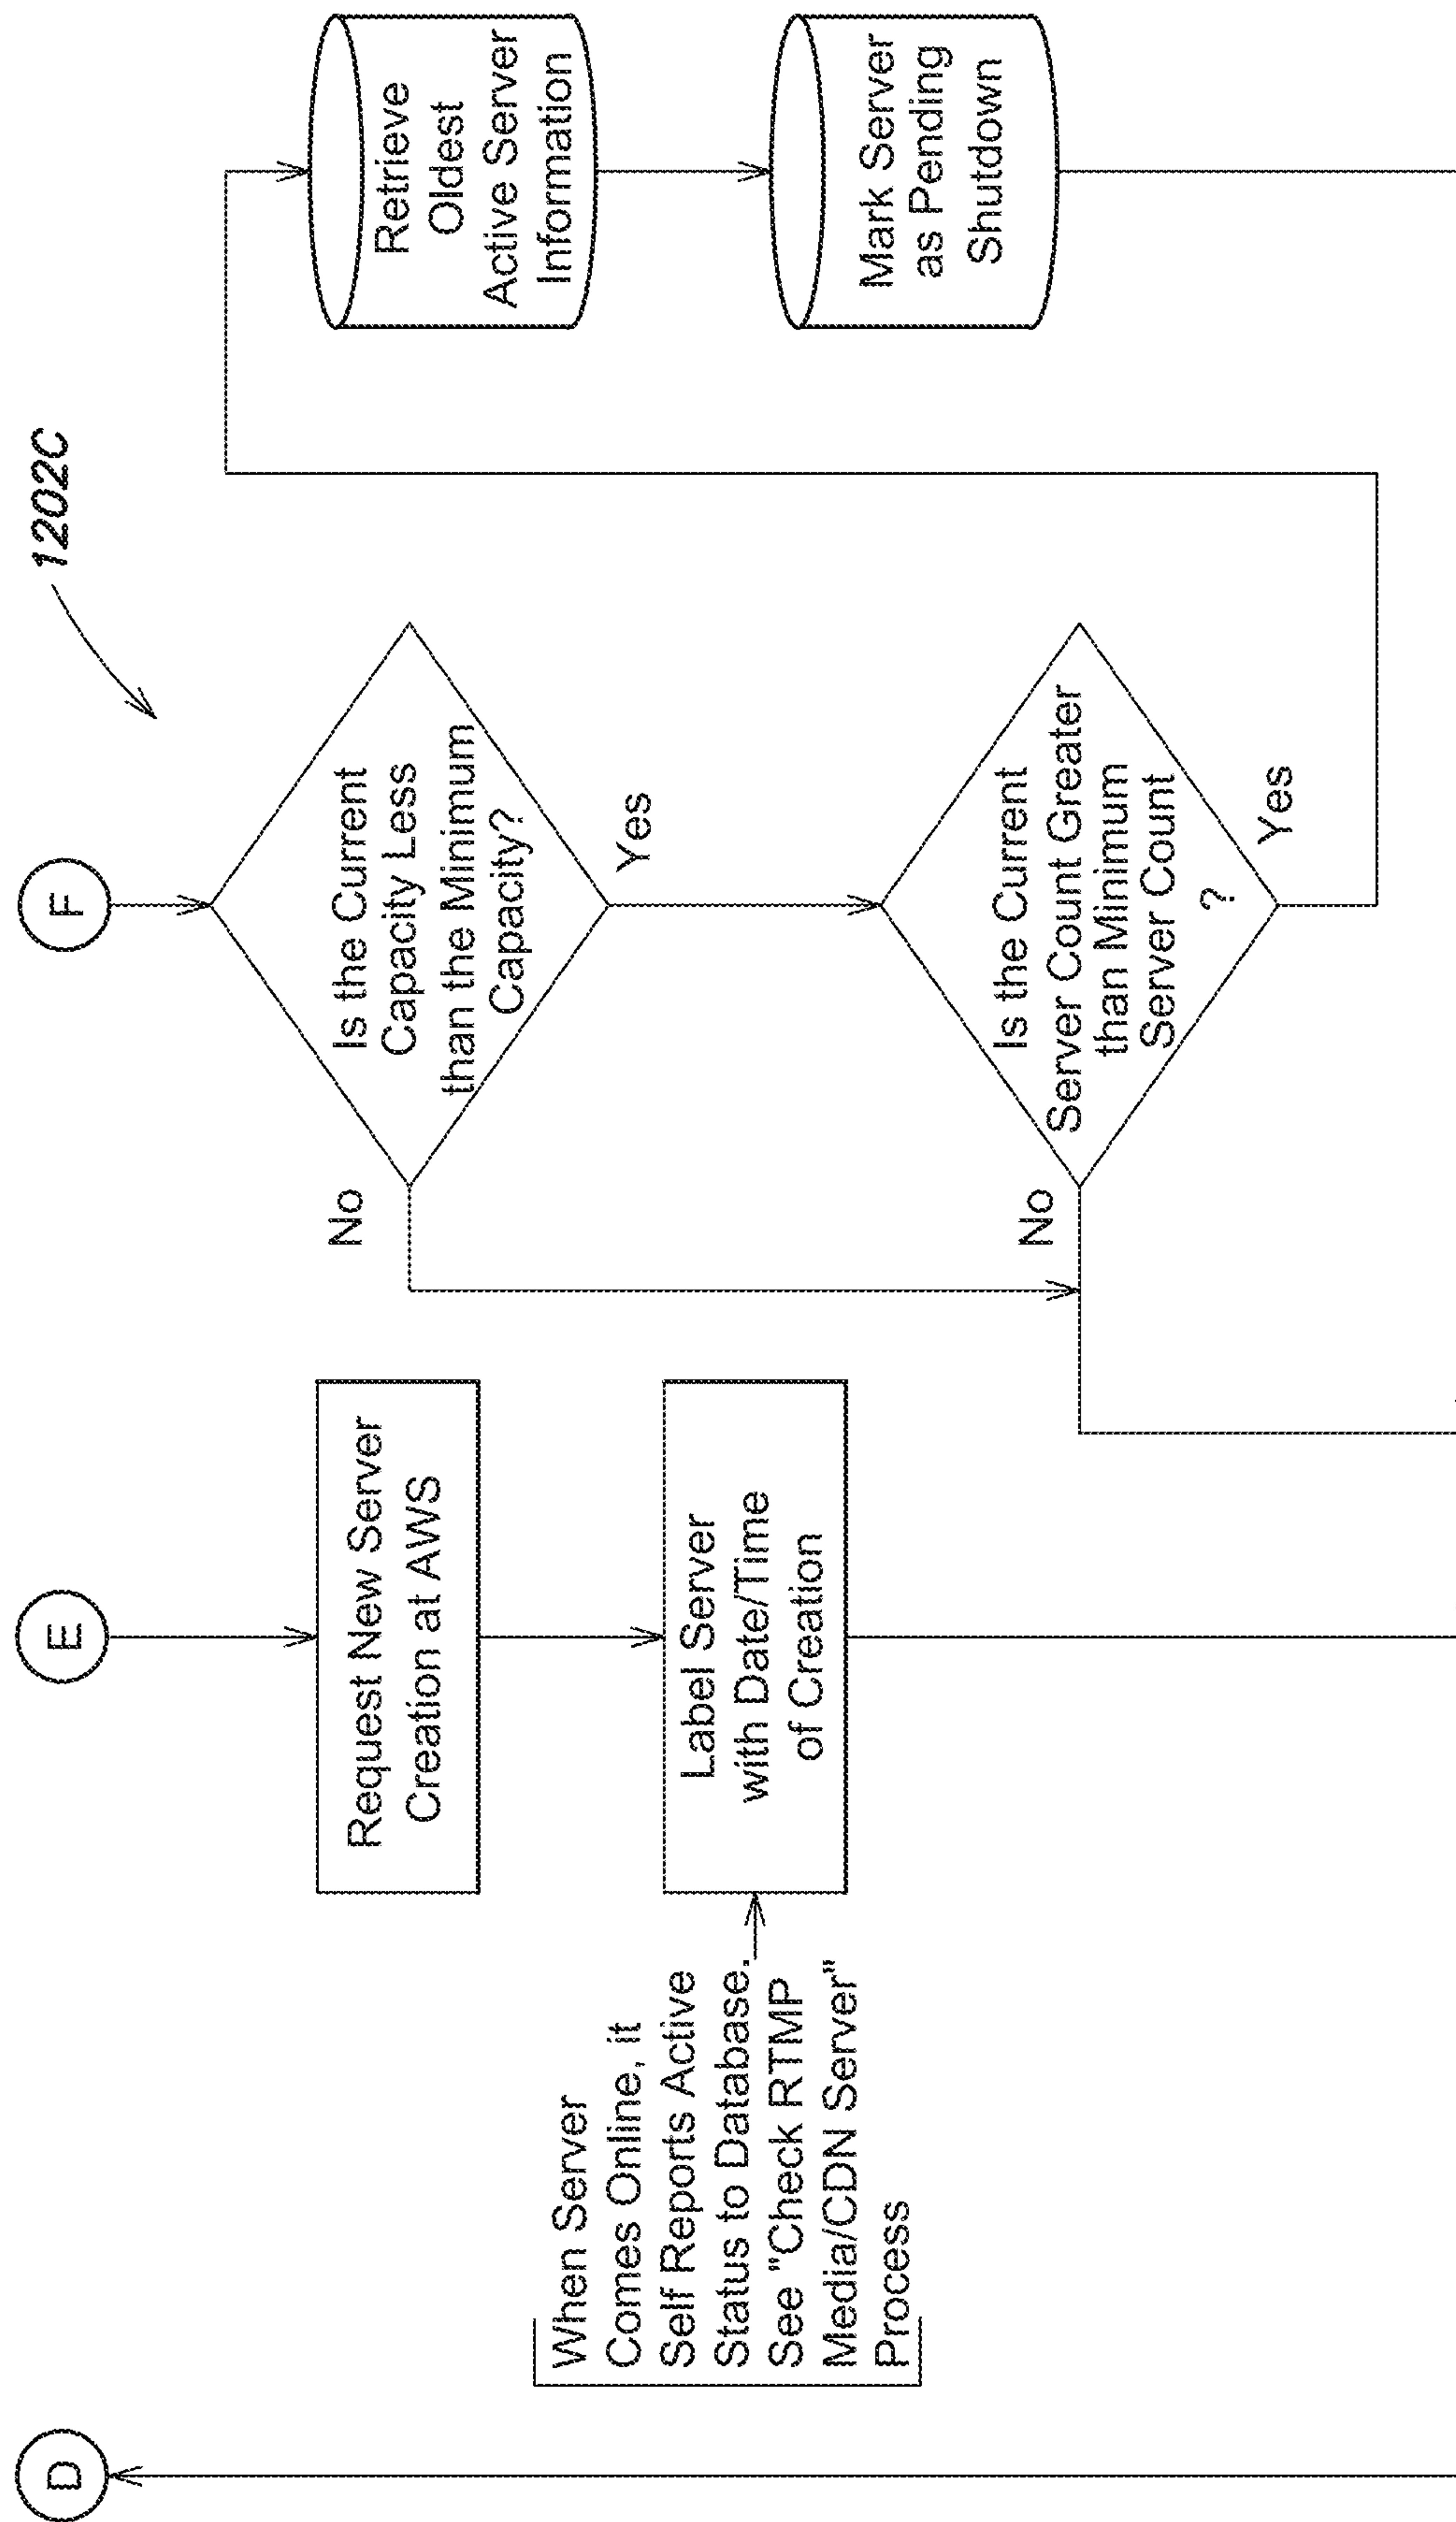 1202C
D
E
F
When Server
Comes Online, it
Self Reports Active
Status to Database.
See "Check RTMP
Media/CDN Server"
Process
Request New Server
Creation at AWS
Label Server
with Date/Time
of Creation
Is the Current
Capacity Less
than the Minimum
Capacity?
No
Yes
Is the Current
Server Count Greater
than Minimum
Server Count
?
No
Yes
Retrieve
Oldest
Active Server
Information
Mark Server
as Pending
Shutdown